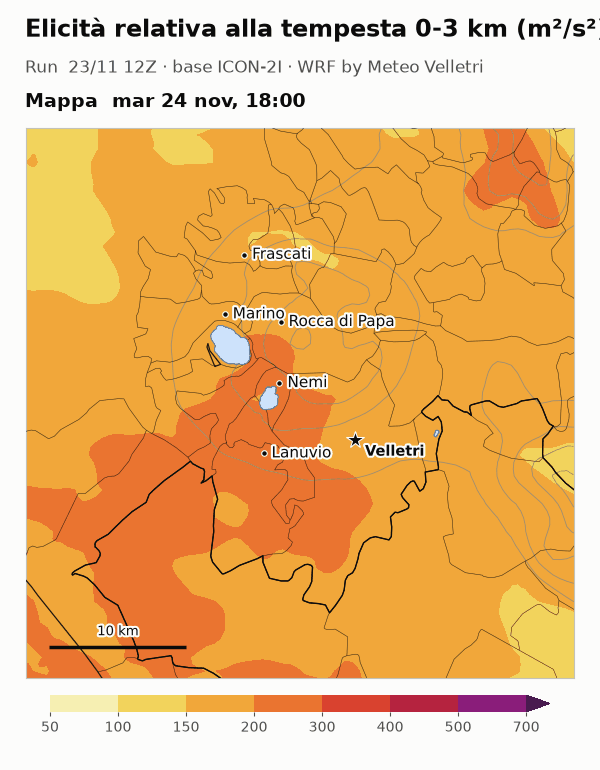 Elicità relativa alla tempesta 0-3 km (m²/s²)
Run 23/11 12Z · base ICON-2I · WRF by Meteo Velletri
Mappa mar 24 nov, 18:00
Frascati
Marino
Rocca di Papa
Nemi
Velletri
Lanuvio
10 km
50 100 150 200 300 400 500 700